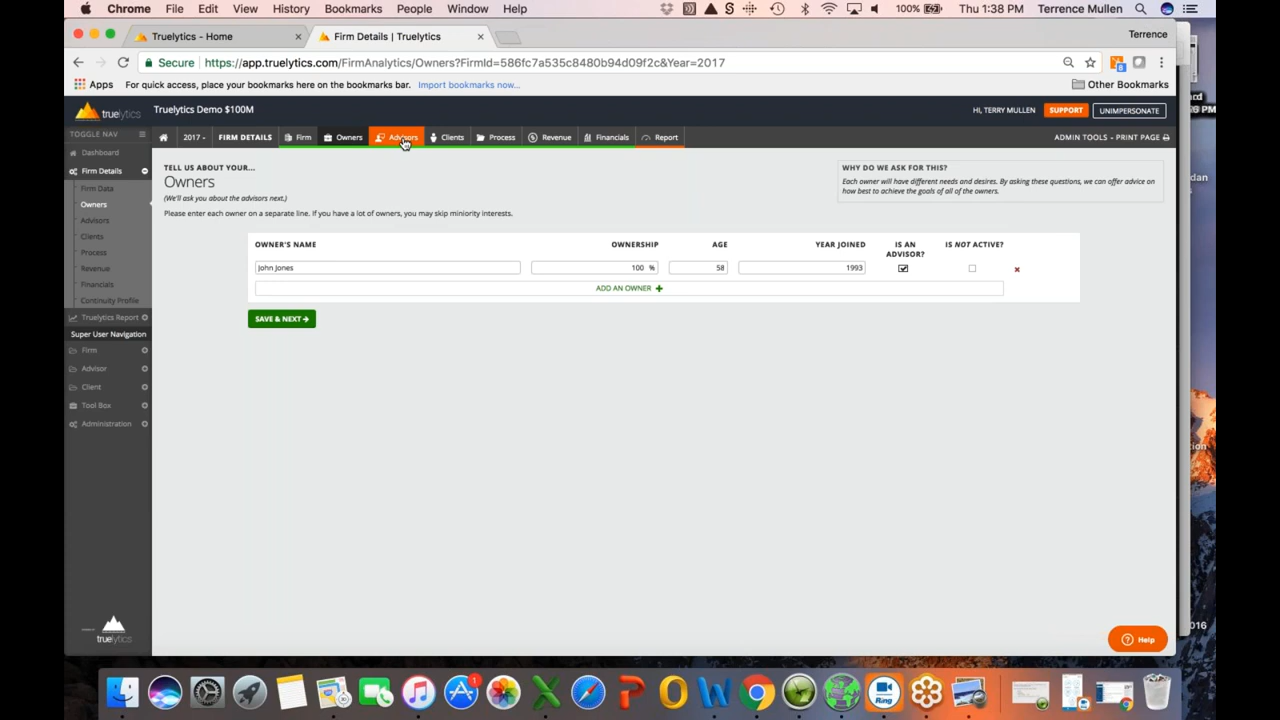 Chrome File Edit View History Bookmarks People Window Help
100% Thu 1:38 PM Terrence Mullen
Truelytics - Home
Firm Details | Truelytics
Terrence
Secure https://app.truelytics.com/FirmAnalytics/Owners?FirmId=586fc7a535c8480b94d09f2c&Year=2017
8
Apps For quick access, place your bookmarks here on the bookmarks bar. Import bookmarks now...
Other Bookmarks
truelytics
Truelytics Demo $100M
HI, TERRY MULLEN
SUPPORT
UNIMPERSONATE
TOGGLE NAV
2017
FIRM DETAILS
Firm
Owners
Advisors
Clients
Process
Revenue
Financials
Report
ADMIN TOOLS - PRINT PAGE
Dashboard
Firm Details
Firm Data
Owners
Advisors
Clients
Process
Revenue
Financials
Continuity Profile
Truelytics Report
Super User Navigation
Firm
Advisor
Client
Tool Box
Administration
truelytics
TELL US ABOUT YOUR...
Owners
(We'll ask you about the advisors next.)
Please enter each owner on a separate line. If you have a lot of owners, you may skip miniority interests.
WHY DO WE ASK FOR THIS?
Each owner will have different needs and desires. By asking these questions, we can offer advice on
how best to achieve the goals of all of the owners.
OWNER'S NAME
OWNERSHIP
AGE
YEAR JOINED
IS AN
ADVISOR?
IS NOT ACTIVE?
John Jones
100 %
58
1993
ADD AN OWNER
SAVE & NEXT
Help
1
Ring
2016